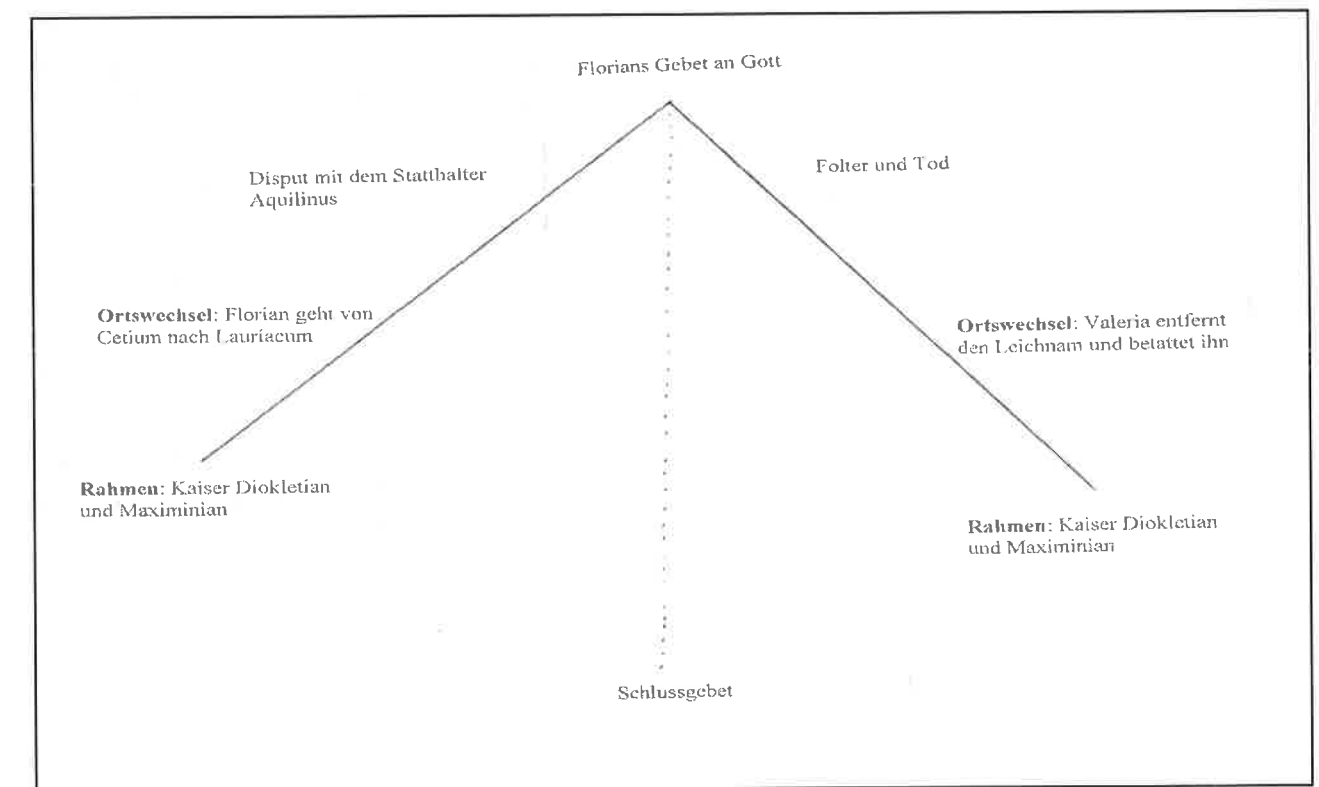 Florians Gebet an Gott
Disput mit dem Statthalter
Aquilinus
Folter und Tod
Ortswechsel: Florian geht von
Cetium nach Lauriacum
Ortswechsel: Valeria entfernt
den Leichnam und betattet ihn
Rahmen: Kaiser Diokletian
und Maximinian
Rahmen: Kaiser Diokletian
und Maximinian
Schlussgebet